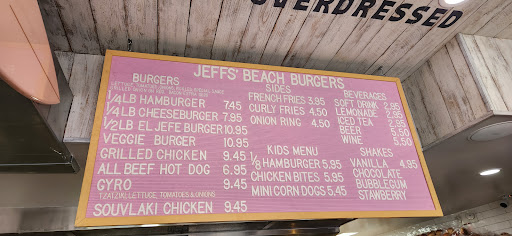 OVERDRESSED
JEFFS' BEACH BURGERS
BURGERS
1/4LB HAMBURGER 7.45
1/4LB CHEESEBURGER 7.95
1/2LB EL JEFE BURGER 10.95
VEGGIE BURGER 10.95
GRILLED CHICKEN 9.45
ALL BEEF HOT DOG 6.95
GYRO 9.45
TZATZIKI, LETTUCE, TOMATOES & ONIONS
SOUVLAKI CHICKEN 9.45
SIDES
FRENCH FRIES 3.95
CURLY FRIES 4.50
ONION RING 4.50
KIDS MENU
1/8 HAMBURGER 5.95
CHICKEN BITES 5.95
MINI CORN DOGS 5.45
BEVERAGES
SOFT DRINK 2.95
LEMONADE 2.95
ICED TEA 2.95
BEER 5.50
WINE 5.50
SHAKES
VANILLA 4.95
CHOCOLATE
BUBBLEGUM
STAWBERRY